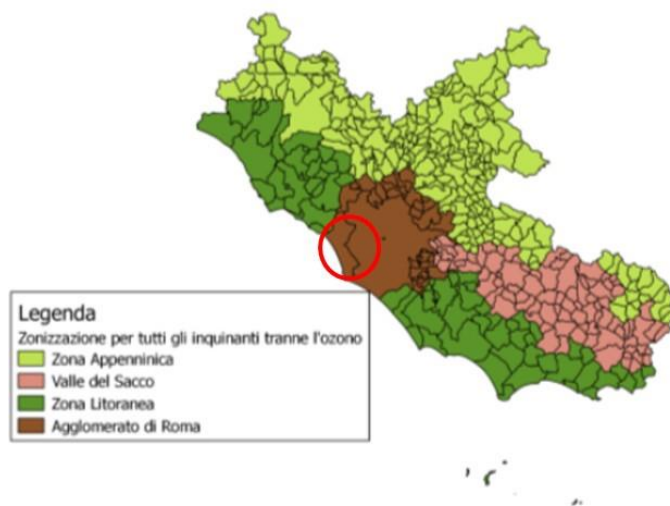 Legenda
Zonizzazione per tutti gli inquinanti tranne l'ozono
Zona Appenninica
Valle del Sacco
Zona Litoranea
Agglomerato di Roma